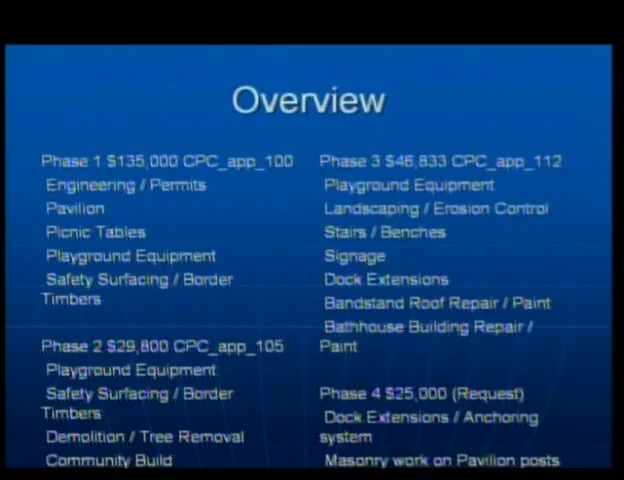 Overview
Phase 1 $135,000 CPC_app_100
Engineering / Permits
Pavilion
Picnic Tables
Playground Equipment
Safety Surfacing / Border
Timbers
Phase 2 $29,800 CPC_app_105
Playground Equipment
Safety Surfacing / Border
Timbers
Demolition / Tree Removal
Community Build
Phase 3 $46,833 CPC_app_112
Playground Equipment
Landscaping / Erosion Control
Stairs / Benches
Signage
Dock Extensions
Bandstand Roof Repair / Paint
Bathhouse Building Repair /
Paint
Phase 4 $25,000 (Request)
Dock Extensions / Anchoring
system
Masonry work on Pavilion posts